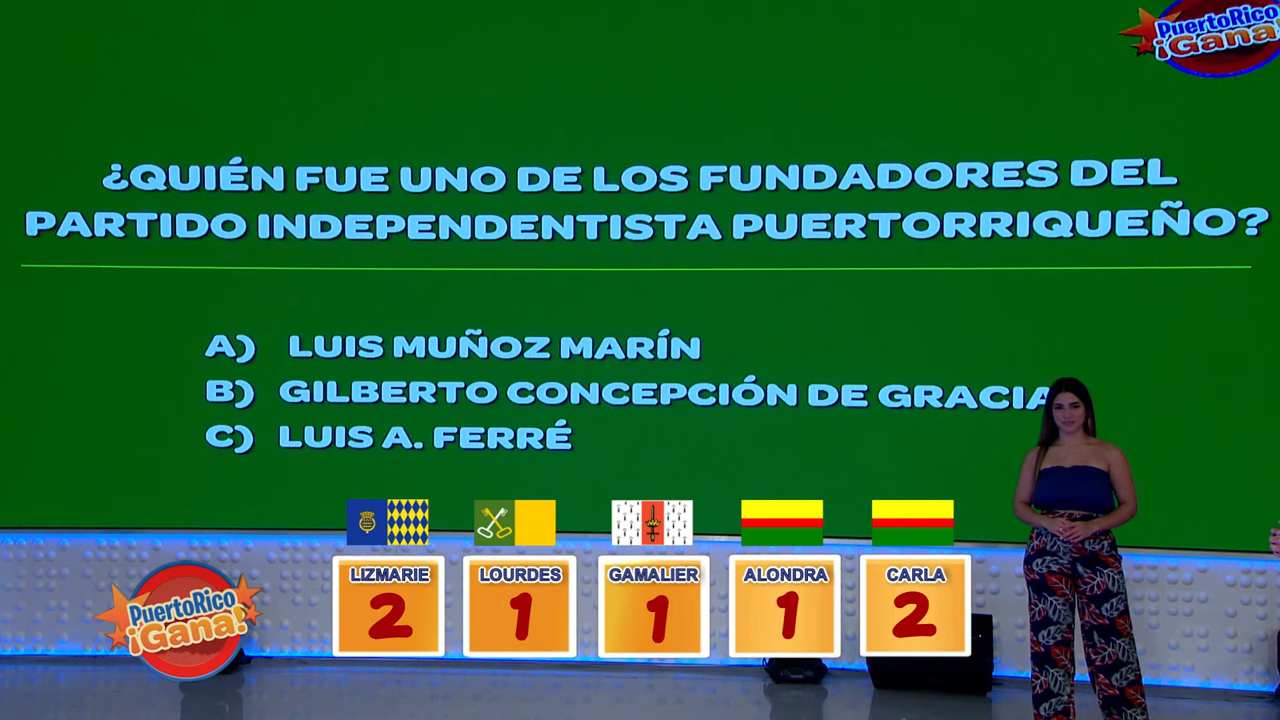 PuertoRico
¡Gana!
¿QUIÉN FUE UNO DE LOS FUNDADORES DEL
PARTIDO INDEPENDENTISTA PUERTORRIQUEÑO?
A) LUIS MUÑOZ MARÍN
B) GILBERTO CONCEPCIÓN DE GRACIA
C) LUIS A. FERRÉ
LIZMARIE LOURDES GAMALIER ALONDRA CARLA
2 1 1 1 2
PuertoRico
¡Gana!